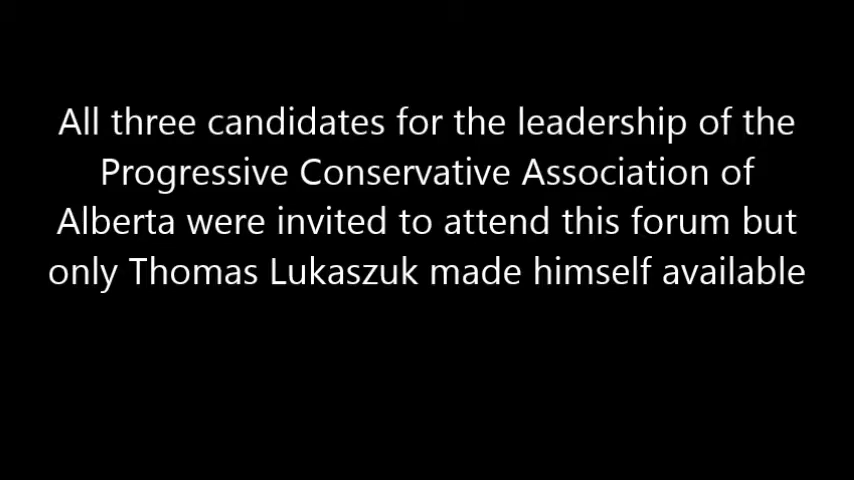 All three candidates for the leadership of the
Progressive Conservative Association of
Alberta were invited to attend this forum but
only Thomas Lukaszuk made himself available